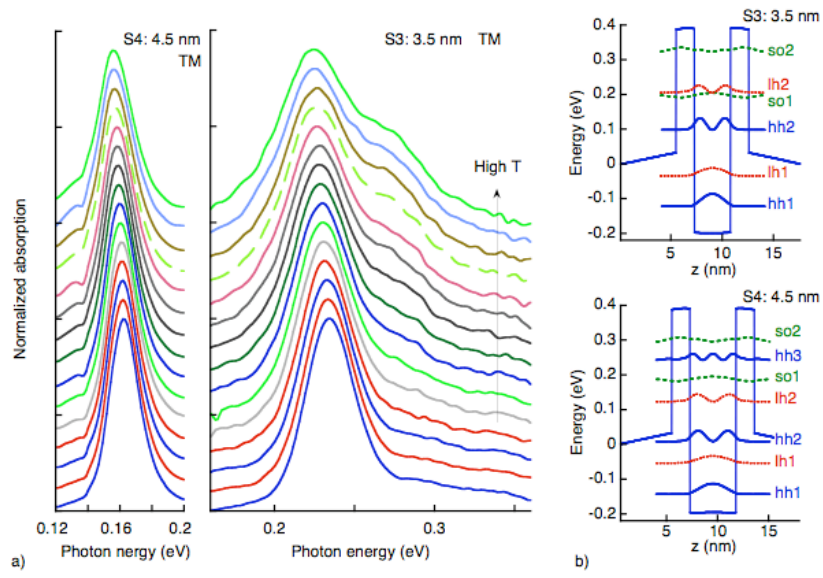 S4: 4.5 nm
TM
S3: 3.5 nm TM
High T
Normalized absorption
0.12 0.16 0.2
0.2 0.3
Photon nergy (eV)
Photon energy (eV)
a)
S3: 3.5 nm
0.4
0.3
0.2
0.1
0
-0.1
-0.2
Energy (eV)
so2
lh2
so1
hh2
lh1
hh1
5 10 15
z (nm)
S4: 4.5 nm
0.4
0.3
0.2
0.1
0
-0.1
-0.2
Energy (eV)
so2
hh3
so1
lh2
hh2
lh1
hh1
5 10 15
z (nm)
b)